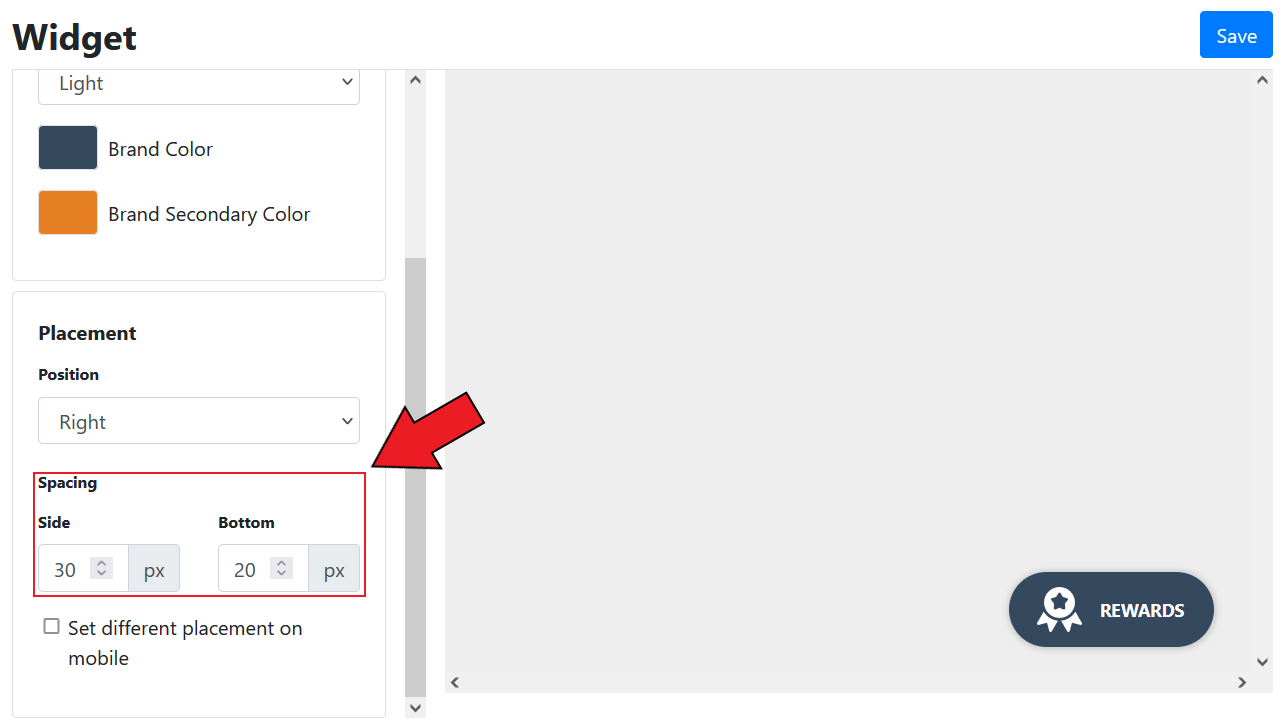 Widget
Save
Light
Brand Color
Brand Secondary Color
Placement
Position
Right
Spacing
Side Bottom
30 px 20 px
Set different placement on
mobile
REWARDS